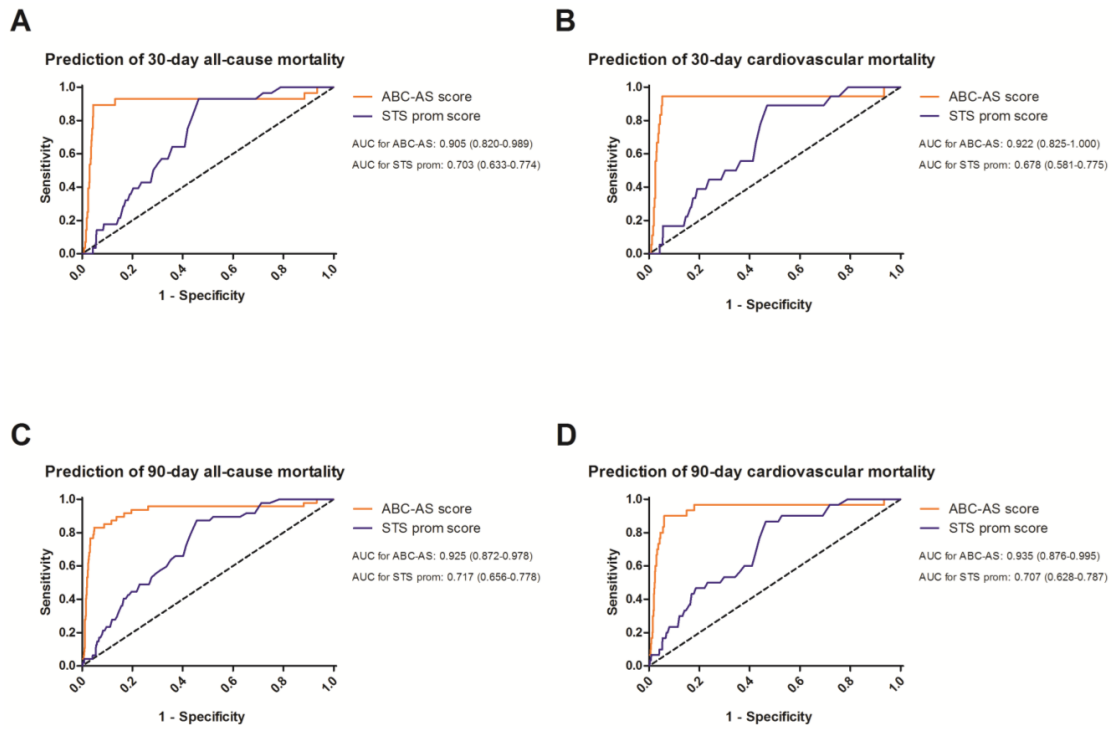 A
Prediction of 30-day all-cause mortality
1.0
0.8
0.6
0.4
0.2
0.0
Sensitivity
0.0
0.2
0.4
0.6
0.8
1.0
1 - Specificity
ABC-AS score
STS prom score
AUC for ABC-AS: 0.905 (0.820-0.989)
AUC for STS prom: 0.703 (0.633-0.774)
B
Prediction of 30-day cardiovascular mortality
1.0
0.8
0.6
0.4
0.2
0.0
Sensitivity
0.0
0.2
0.4
0.6
0.8
1.0
1 - Specificity
ABC-AS score
STS prom score
AUC for ABC-AS: 0.922 (0.825-1.000)
AUC for STS prom: 0.678 (0.581-0.775)
C
Prediction of 90-day all-cause mortality
1.0
0.8
0.6
0.4
0.2
0.0
Sensitivity
0.0
0.2
0.4
0.6
0.8
1.0
1 - Specificity
ABC-AS score
STS prom score
AUC for ABC-AS: 0.925 (0.872-0.978)
AUC for STS prom: 0.717 (0.656-0.778)
D
Prediction of 90-day cardiovascular mortality
1.0
0.8
0.6
0.4
0.2
0.0
Sensitivity
0.0
0.2
0.4
0.6
0.8
1.0
1 - Specificity
ABC-AS score
STS prom score
AUC for ABC-AS: 0.935 (0.876-0.995)
AUC for STS prom: 0.707 (0.628-0.787)